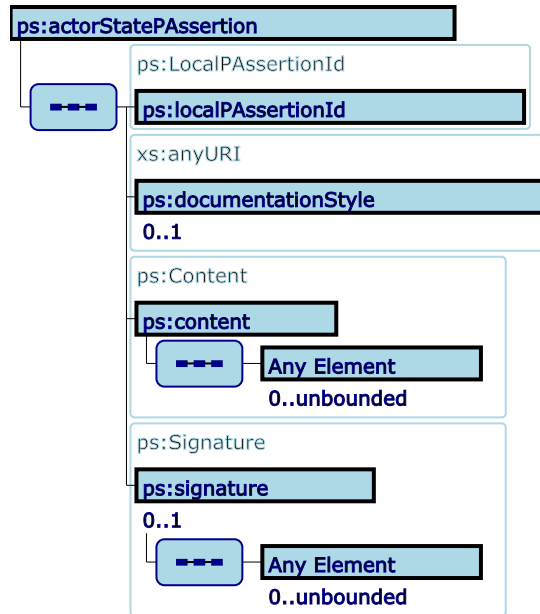 ps:actorStatePAssertion
ps:LocalPAssertionId
ps:localPAssertionId
xs:anyURI
ps:documentationStyle
0..1
ps:Content
ps:content
Any Element
0..unbounded
ps:Signature
ps:signature
0..1
Any Element
0..unbounded